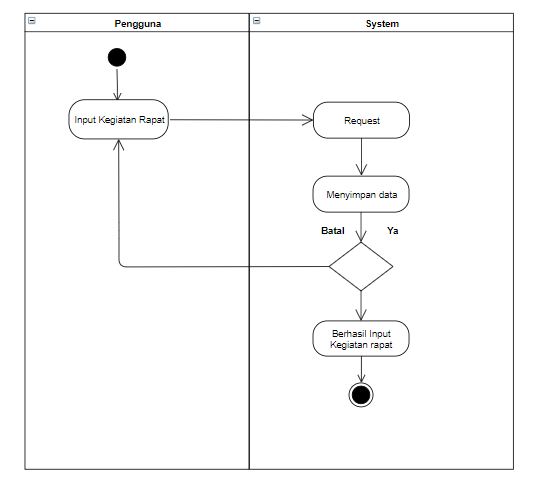 Pengguna
System
Input Kegiatan Rapat
Request
Menyimpan data
Batal
Ya
Berhasil Input
Kegiatan rapat